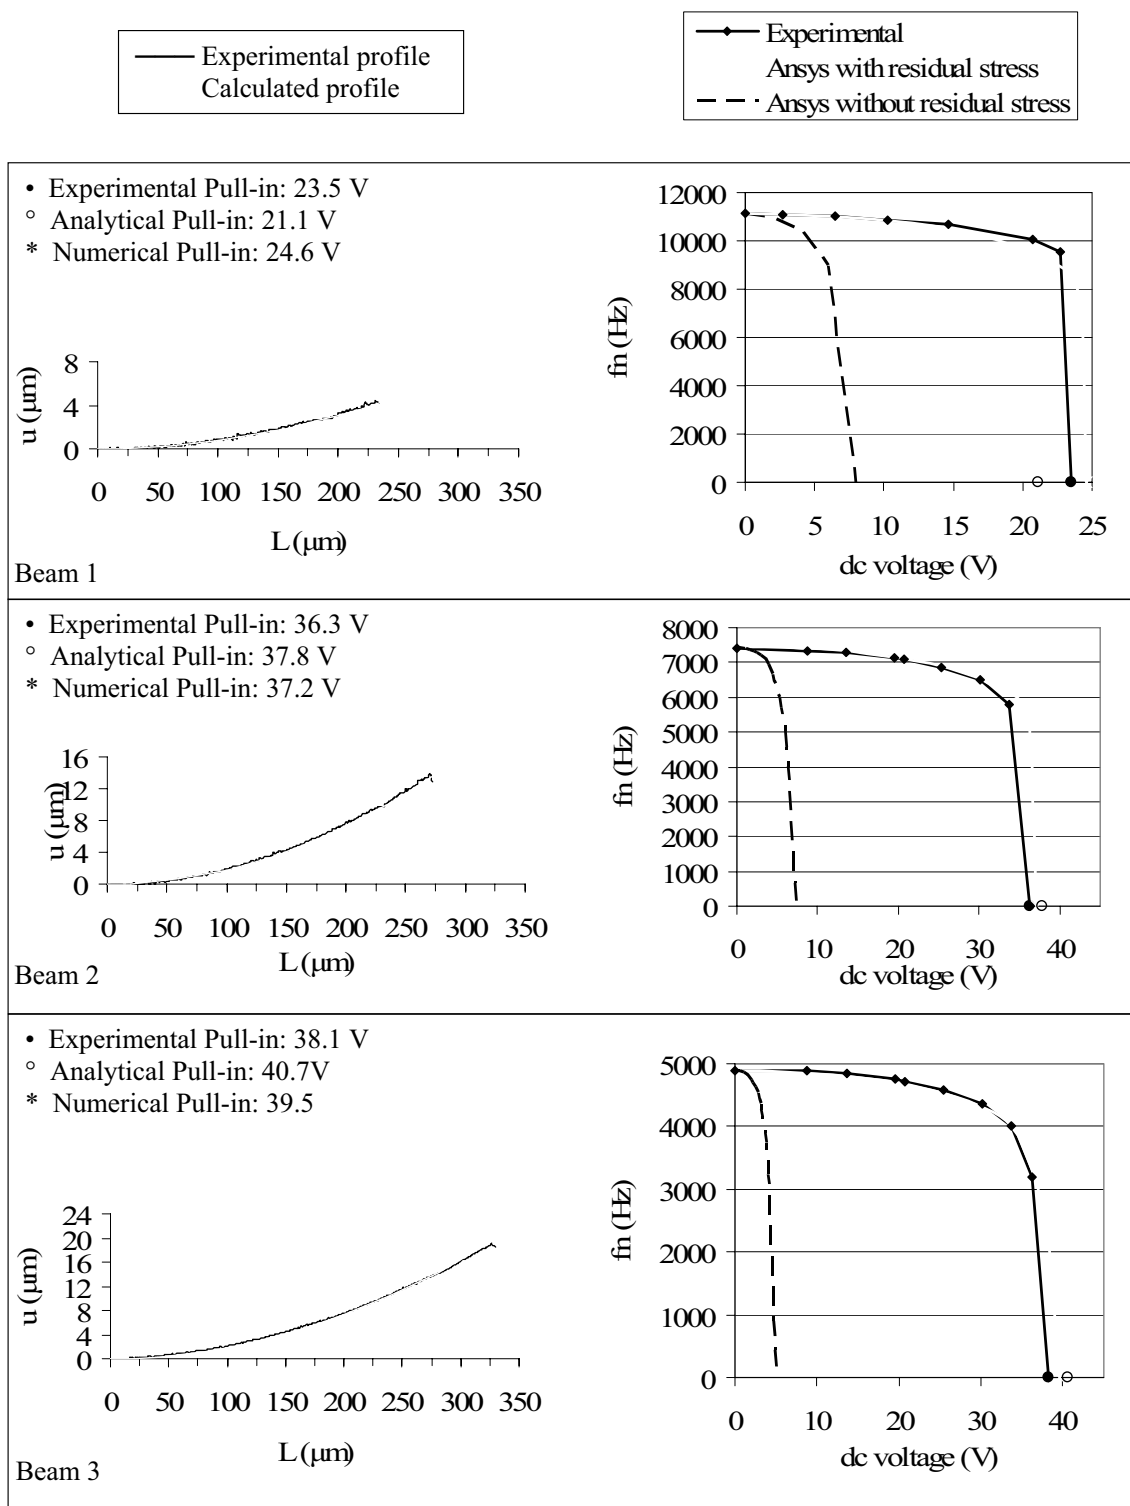 Experimental profile
Calculated profile
Experimental
Ansys with residual stress
Ansys without residual stress
• Experimental Pull-in: 23.5 V
° Analytical Pull-in: 21.1 V
* Numerical Pull-in: 24.6 V
8
4
0
u (µm)
0 50 100 150 200 250 300 350
L (µm)
Beam 1
12000
10000
8000
6000
4000
2000
0
fn (Hz)
0 5 10 15 20 25
dc voltage (V)
• Experimental Pull-in: 36.3 V
° Analytical Pull-in: 37.8 V
* Numerical Pull-in: 37.2 V
16
12
8
4
0
u (µm)
0 50 100 150 200 250 300 350
L (µm)
Beam 2
8000
7000
6000
5000
4000
3000
2000
1000
0
fn (Hz)
0 10 20 30 40
dc voltage (V)
• Experimental Pull-in: 38.1 V
° Analytical Pull-in: 40.7V
* Numerical Pull-in: 39.5
24
20
16
12
8
4
0
u (µm)
0 50 100 150 200 250 300 350
L (µm)
Beam 3
5000
4000
3000
2000
1000
0
fn (Hz)
0 10 20 30 40
dc voltage (V)